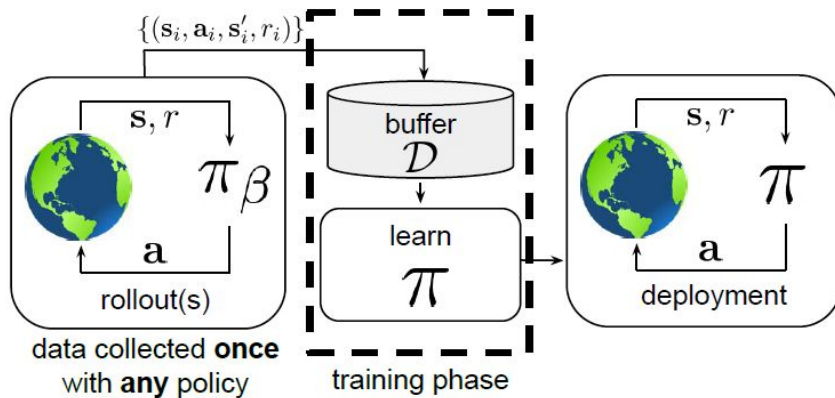 {(s_i, a_i, s'_i, r_i)}
s, r
π_β
a
rollout(s)
data collected once
with any policy
buffer
D
learn
π
training phase
s, r
π
a
deployment